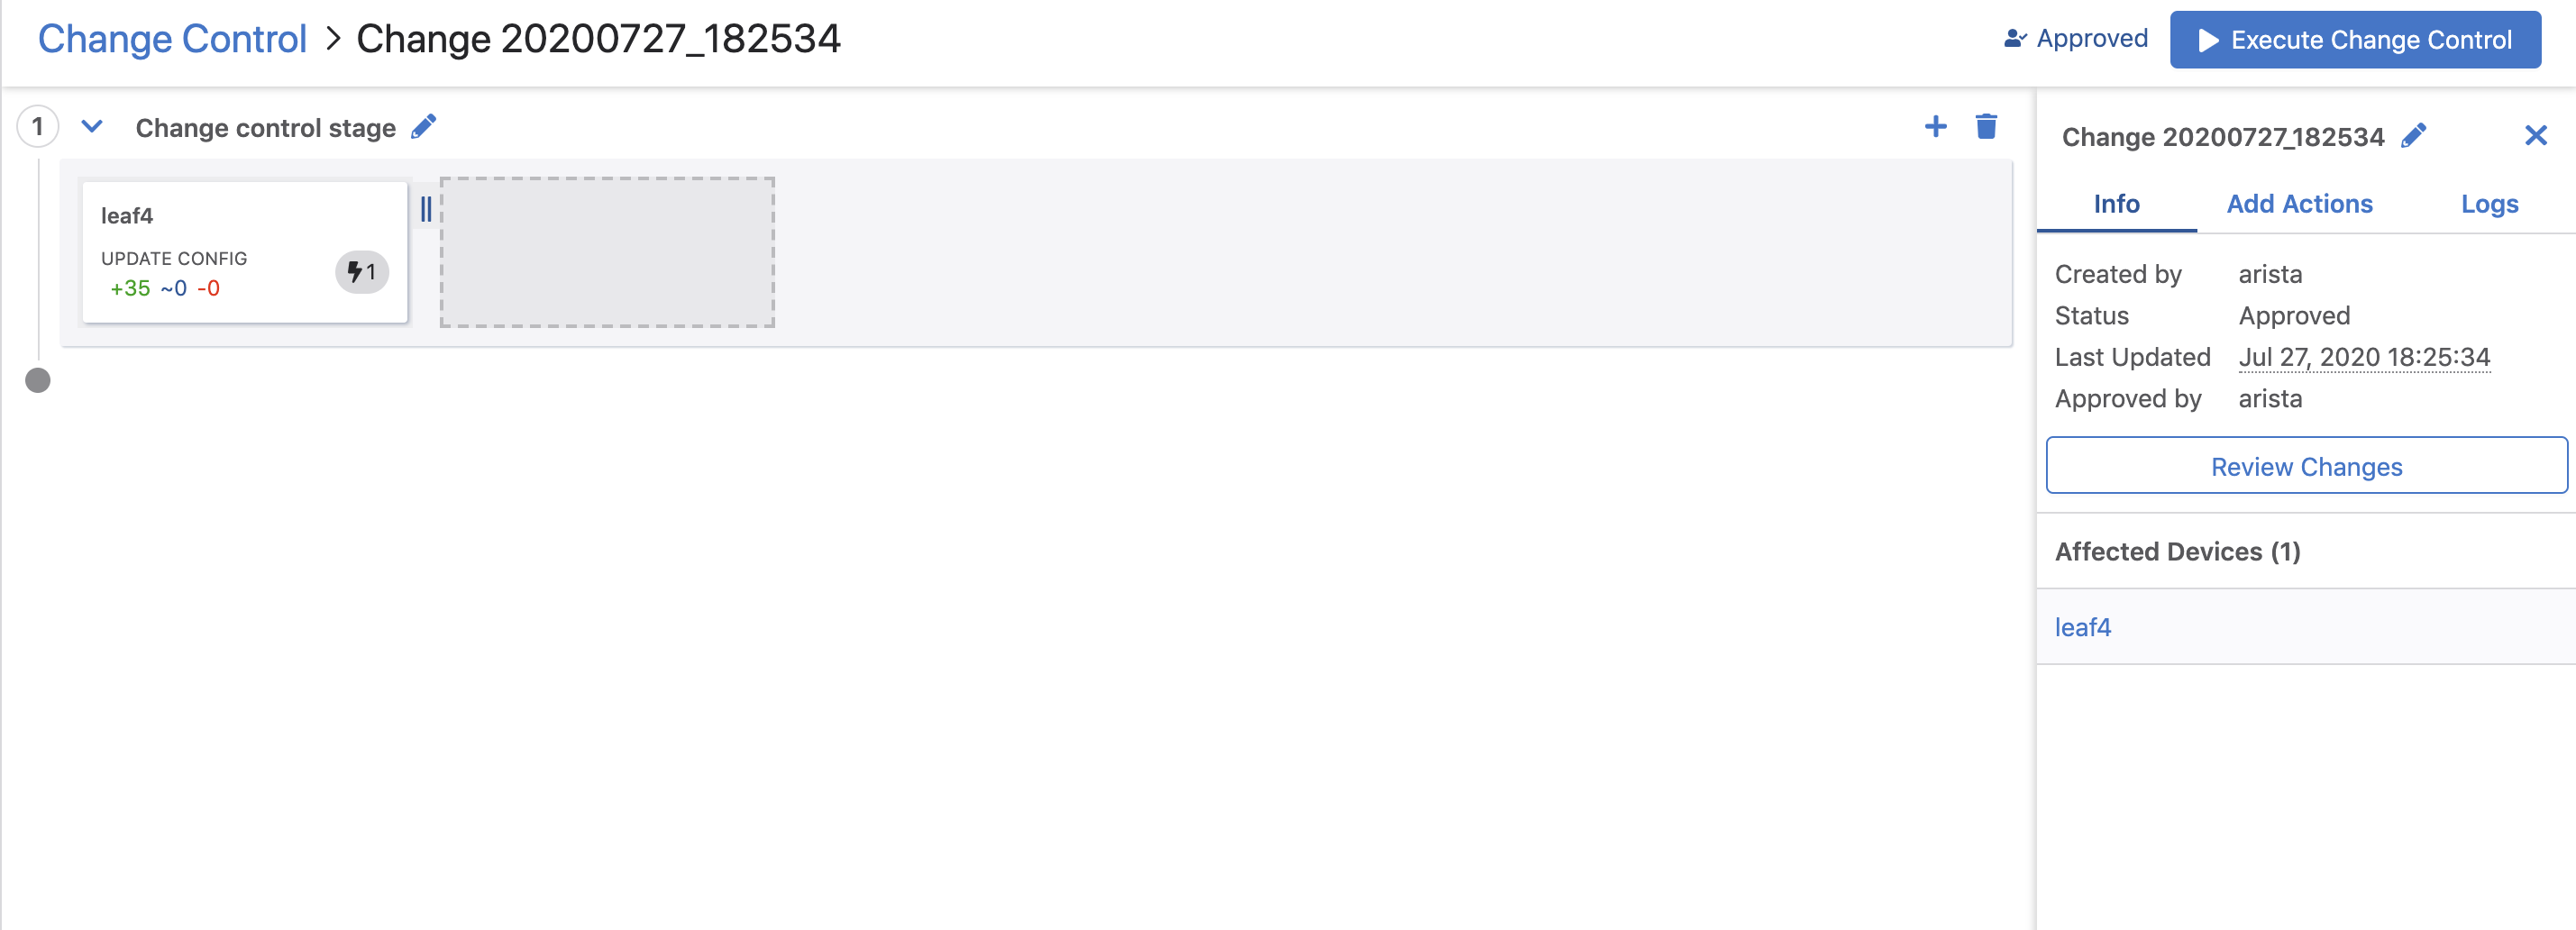 Change Control > Change 20200727_182534
Approved
Execute Change Control
1
Change control stage
leaf4
UPDATE CONFIG
+35 ~0 -0
1
Change 20200727_182534
Info Add Actions Logs
Created by arista
Status Approved
Last Updated Jul 27, 2020 18:25:34
Approved by arista
Review Changes
Affected Devices (1)
leaf4